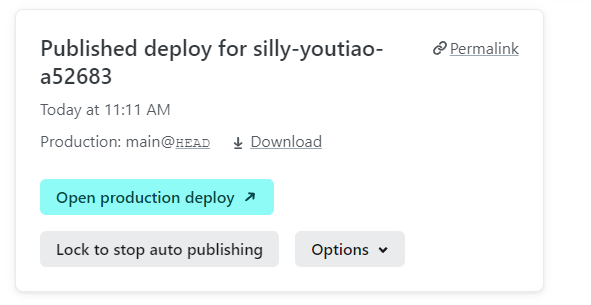 Published deploy for silly-youtiao-
a52683
Permalink
Today at 11:11 AM
Production: main@HEAD Download
Open production deploy
Lock to stop auto publishing Options